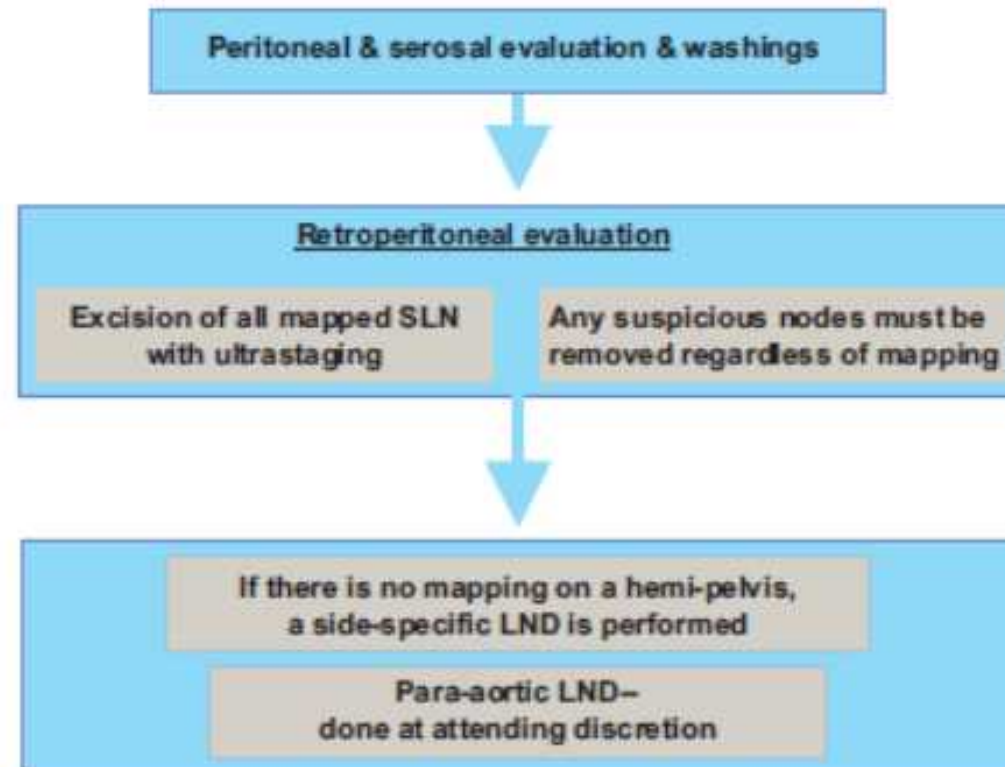 Peritoneal & serosal evaluation & washings
Retroperitoneal evaluation
Excision of all mapped SLN
with ultrastaging
Any suspicious nodes must be
removed regardless of mapping
If there is no mapping on a hemi-pelvis,
a side-specific LND is performed
Para-aortic LND–
done at attending discretion